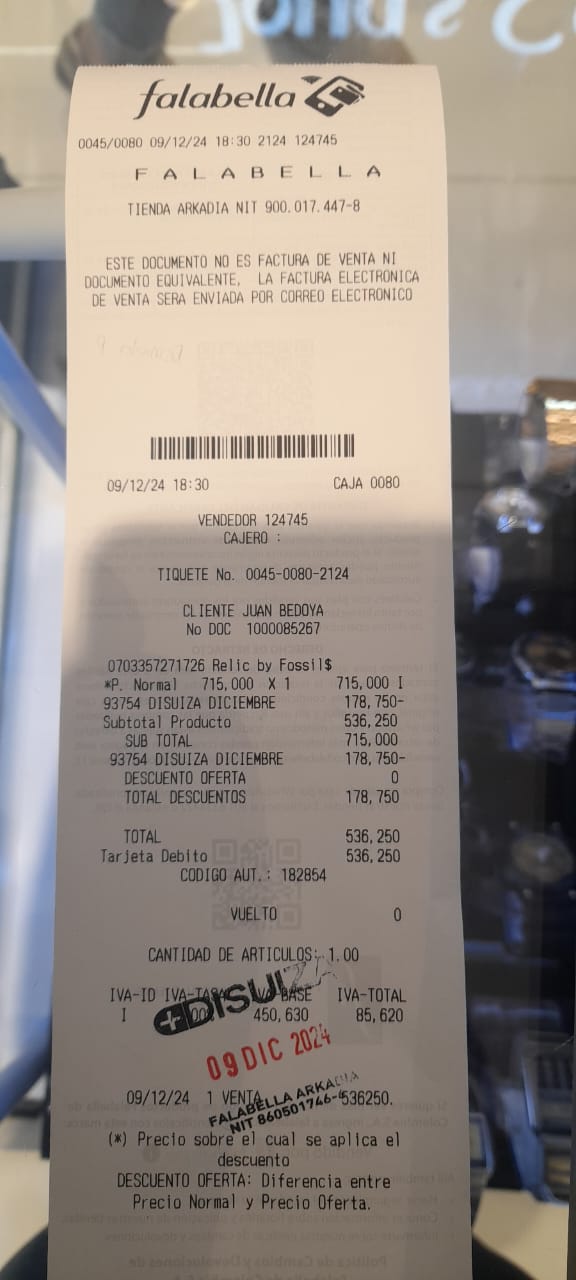 falabella
0045/0080 09/12/24 18:30 2124 124745
F A L A B E L L A
TIENDA ARKADIA NIT 900.017.447-8
ESTE DOCUMENTO NO ES FACTURA DE VENTA NI
DOCUMENTO EQUIVALENTE, LA FACTURA ELECTRONICA
DE VENTA SERA ENVIADA POR CORREO ELECTRONICO
09/12/24 18:30 CAJA 0080
VENDEDOR 124745
CAJERO :
TIQUETE No. 0045-0080-2124
CLIENTE JUAN BEDOYA
No DOC 1000085267
0703357271726 Relic by Fossil$
*P. Normal 715,000 X 1 715,000 I
93754 DISUIZA DICIEMBRE 178,750-
Subtotal Producto 536,250
SUB TOTAL 715,000
93754 DISUIZA DICIEMBRE 178,750-
DESCUENTO OFERTA 0
TOTAL DESCUENTOS 178,750
TOTAL 536,250
Tarjeta Debito 536,250
CODIGO AUT.: 182854
VUELTO 0
CANTIDAD DE ARTICULOS: 1.00
IVA-ID IVA-TASA IVA-BASE IVA-TOTAL
I 450,630 85,620
DISUIZA
09 DIC 2024
09/12/24 1 VENTA 536250.
FALABELLA ARKADIA
NIT 860501746-
(*) Precio sobre el cual se aplica el
descuento
DESCUENTO OFERTA: Diferencia entre
Precio Normal y Precio Oferta.